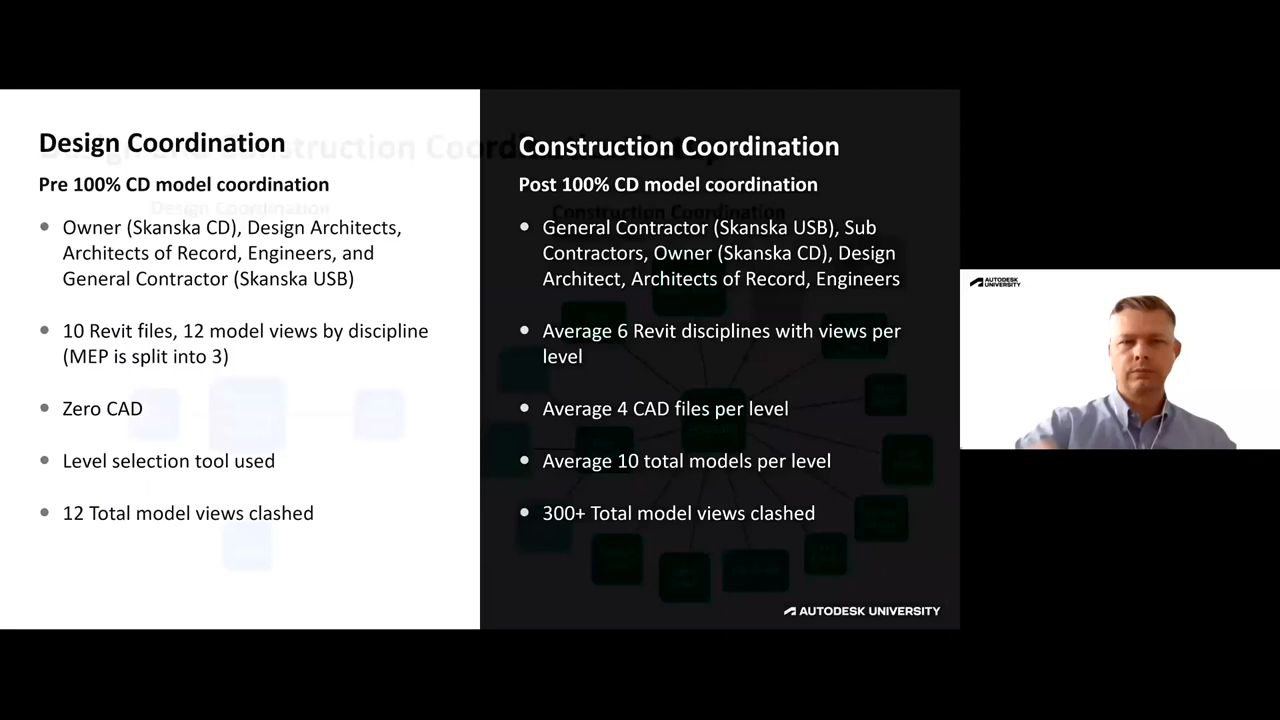 Design Coordination
Pre 100% CD model coordination
Owner (Skanska CD), Design Architects,
Architects of Record, Engineers, and
General Contractor (Skanska USB)
10 Revit files, 12 model views by discipline
(MEP is split into 3)
Zero CAD
Level selection tool used
12 Total model views clashed
Construction Coordination
Post 100% CD model coordination
General Contractor (Skanska USB), Sub
Contractors, Owner (Skanska CD), Design
Architect, Architects of Record, Engineers
Average 6 Revit disciplines with views per
level
Average 4 CAD files per level
Average 10 total models per level
300+ Total model views clashed
AUTODESK UNIVERSITY
AUTODESK
UNIVERSITY
Design Coordination
Construction Coordination